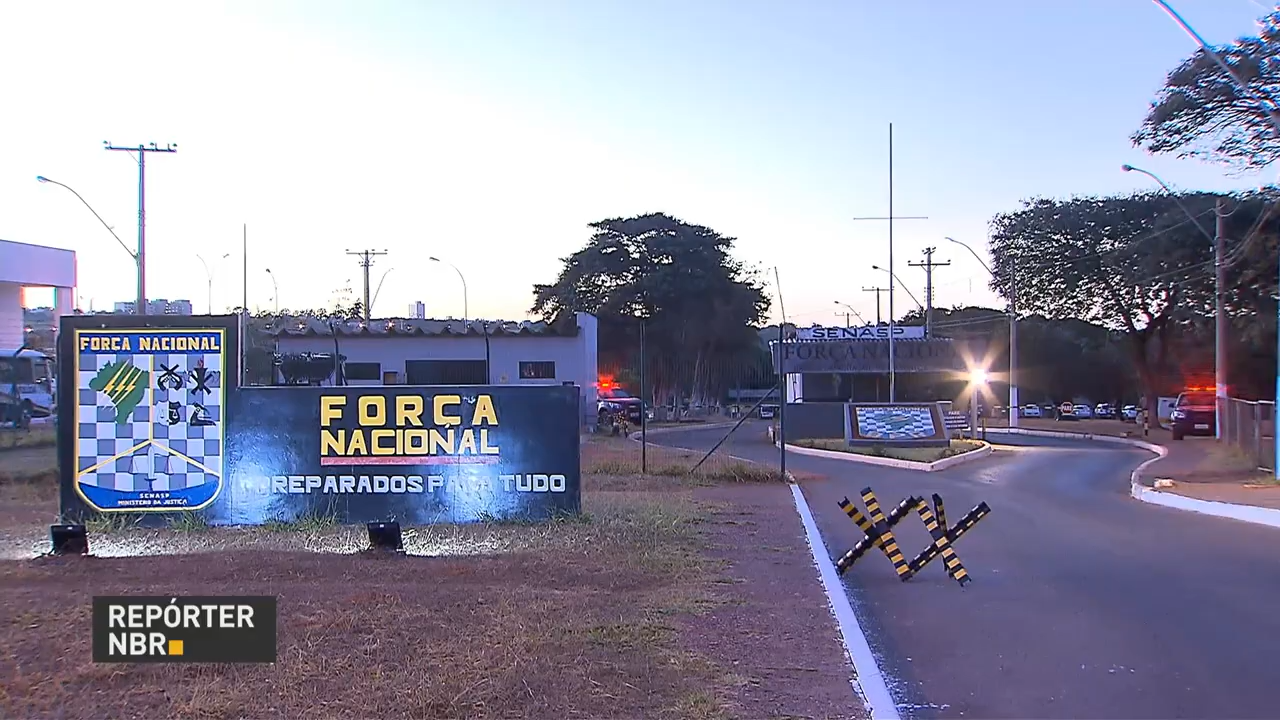 FORÇA NACIONAL
SENASP
MINISTÉRIO DA JUSTIÇA
FORÇA
NACIONAL
PREPARADOS PARA TUDO
SENASP
FORÇA NACIONAL
REPÓRTER
NBR